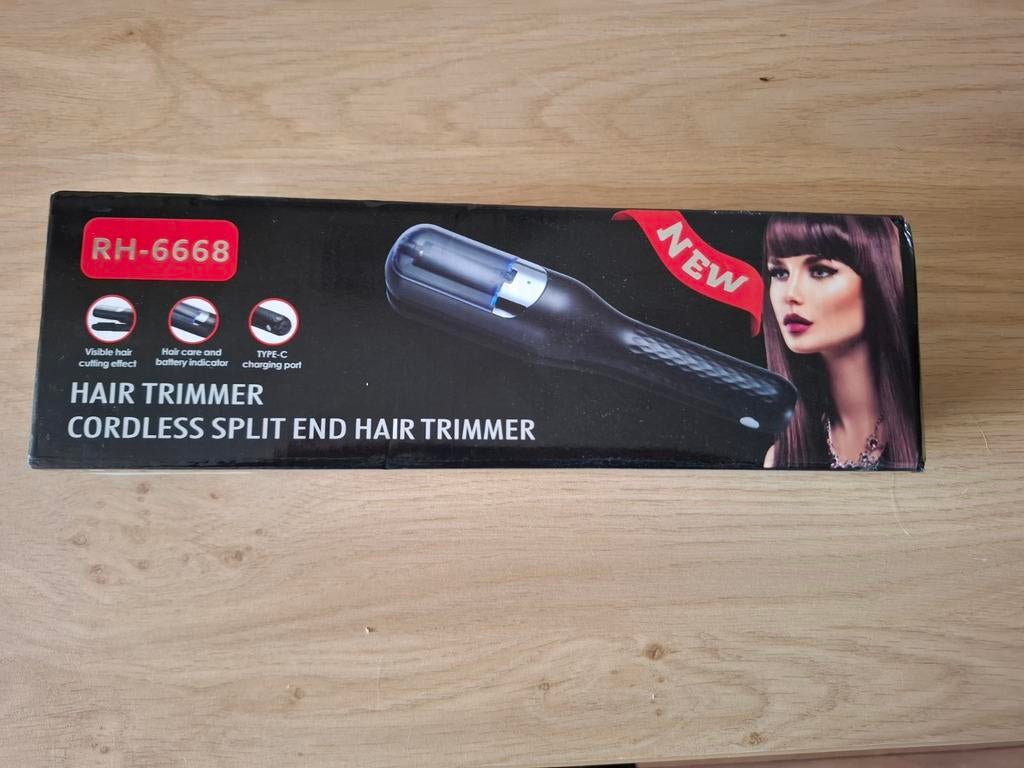 RH-6668
NEW
Visible hair
cutting effect
Hair care and
battery indicator
TYPE-C
charging port
HAIR TRIMMER
CORDLESS SPLIT END HAIR TRIMMER